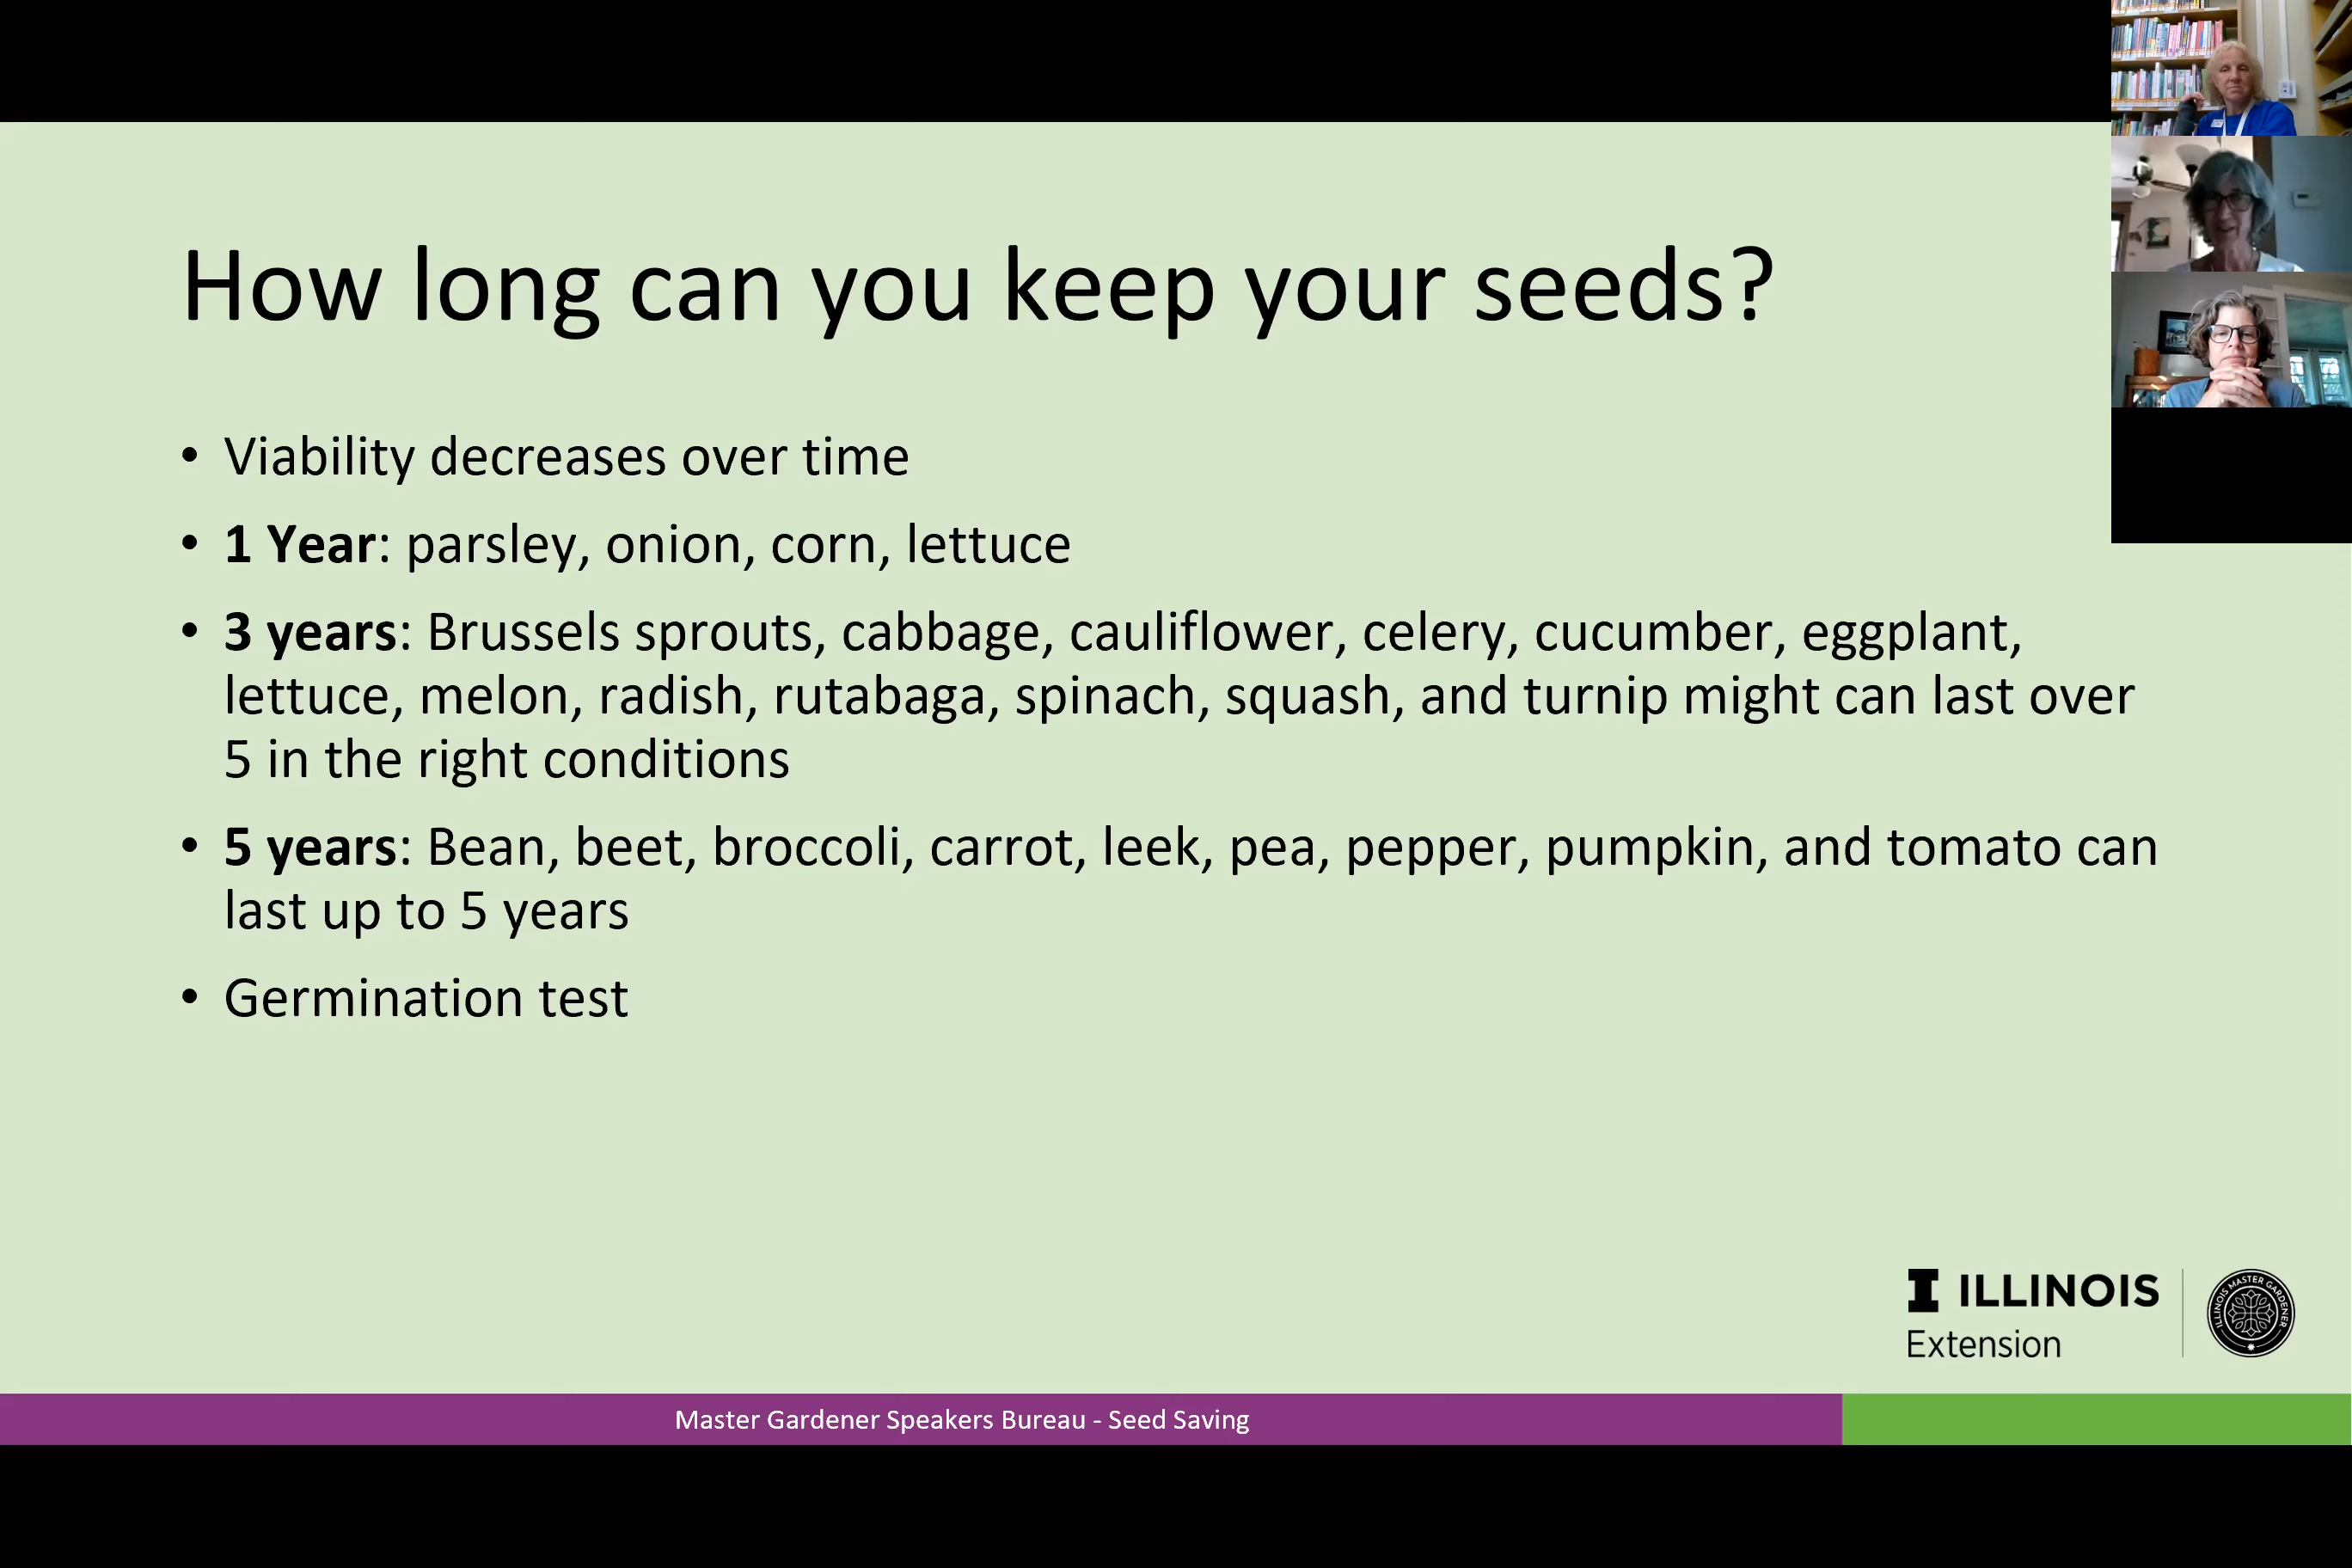 How long can you keep your seeds?
• Viability decreases over time
• 1 Year: parsley, onion, corn, lettuce
• 3 years: Brussels sprouts, cabbage, cauliflower, celery, cucumber, eggplant,
lettuce, melon, radish, rutabaga, spinach, squash, and turnip might can last over
5 in the right conditions
• 5 years: Bean, beet, broccoli, carrot, leek, pea, pepper, pumpkin, and tomato can
last up to 5 years
• Germination test
I ILLINOIS
Extension
ILLINOIS MASTER GARDENER
Master Gardener Speakers Bureau - Seed Saving